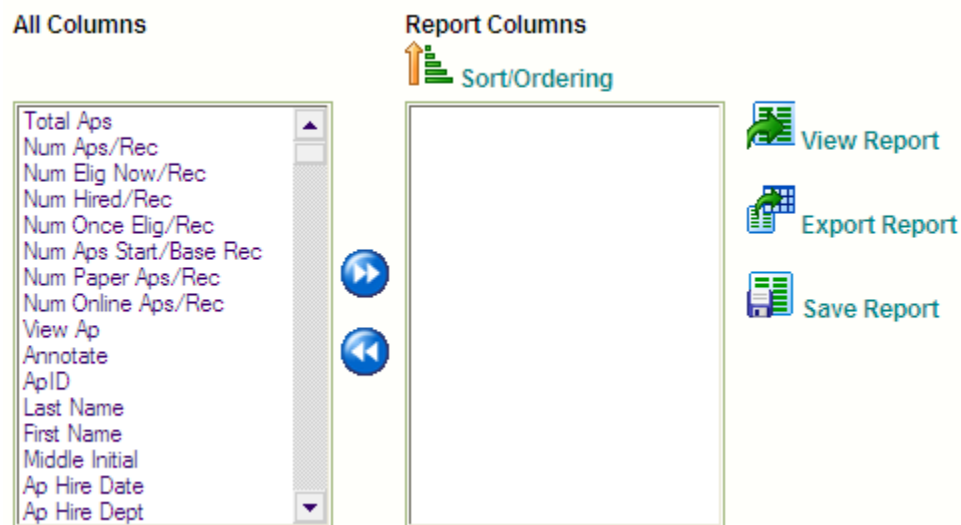 All Columns
Report Columns
Sort/Ordering
Total Aps
Num Aps/Rec
Num Elig Now/Rec
Num Hired/Rec
Num Once Elig/Rec
Num Aps Start/Base Rec
Num Paper Aps/Rec
Num Online Aps/Rec
View Ap
Annotate
ApID
Last Name
First Name
Middle Initial
Ap Hire Date
Ap Hire Dept
View Report
Export Report
Save Report